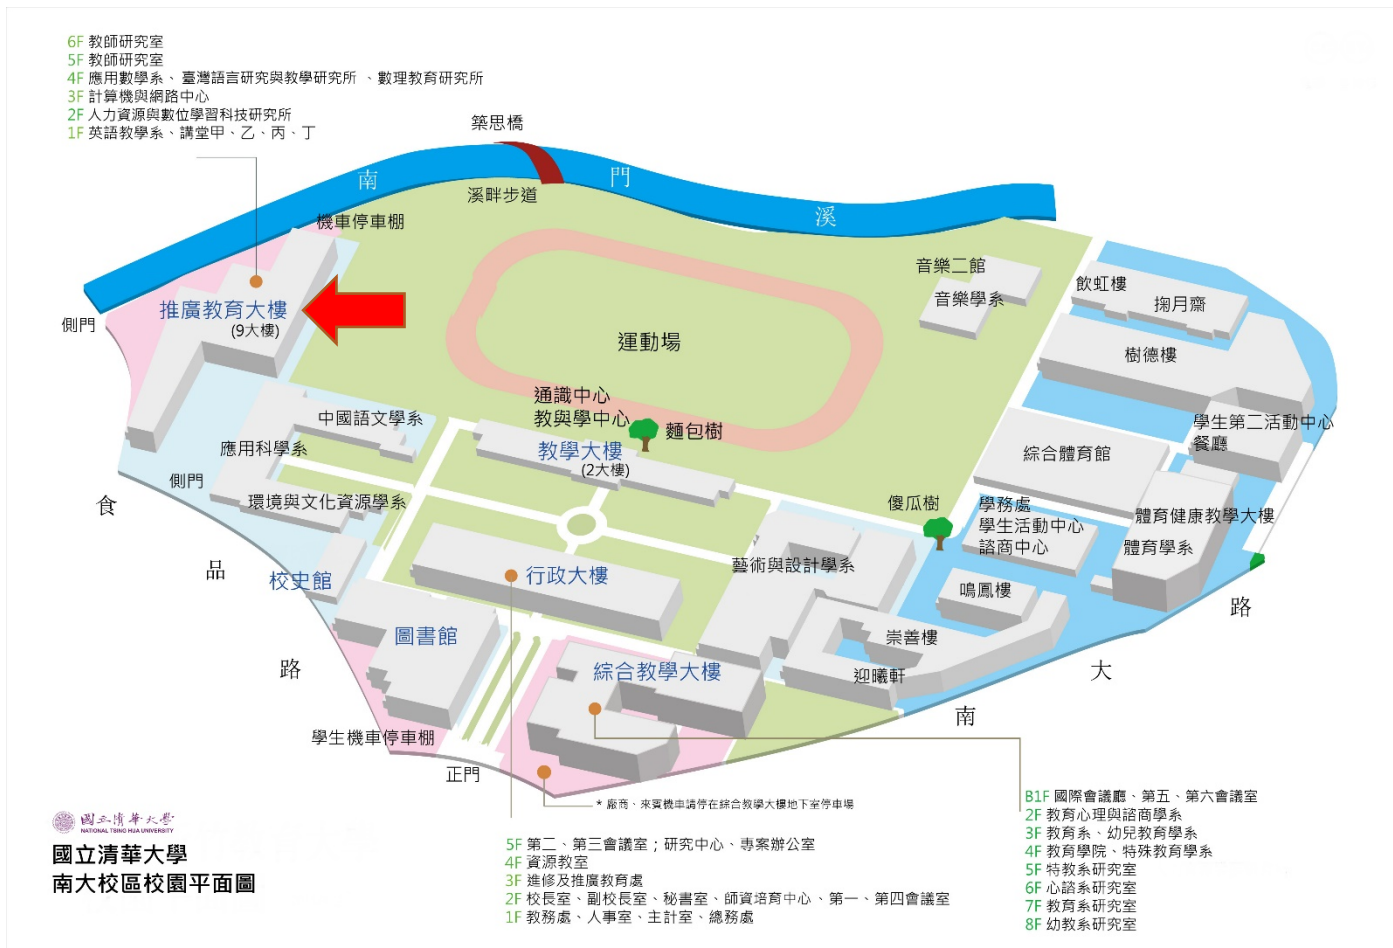 6F 教師研究室
5F 教師研究室
4F 應用數學系、臺灣語言研究與教學研究所 、數理教育研究所
3F 計算機與網路中心
2F 人力資源與數位學習科技研究所
1F 英語教學系、講堂甲、乙、丙、丁
築思橋
南
門
溪
溪畔步道
機車停車棚
側門
推廣教育大樓
(9大樓)
運動場
音樂二館
音樂學系
飲虹樓
掬月齋
樹德樓
通識中心
教與學中心
麵包樹
教學大樓
(2大樓)
中國語文學系
應用科學系
側門
環境與文化資源學系
食
品
路
校史館
圖書館
行政大樓
藝術與設計學系
傻瓜樹
學務處
學生活動中心
諮商中心
綜合體育館
學生第二活動中心
餐廳
體育健康教學大樓
體育學系
鳴鳳樓
崇善樓
迎曦軒
綜合教學大樓
南
大
路
學生機車停車棚
正門
* 廠商、來賓機車請停在綜合教學大樓地下室停車場
B1F 國際會議廳、第五、第六會議室
2F 教育心理與諮商學系
3F 教育系、幼兒教育學系
4F 教育學院、特殊教育學系
5F 特教系研究室
6F 心諮系研究室
7F 教育系研究室
8F 幼教系研究室
5F 第二、第三會議室；研究中心、專案辦公室
4F 資源教室
3F 進修及推廣教育處
2F 校長室、副校長室、秘書室、師資培育中心、第一、第四會議室
1F 教務處、人事室、主計室、總務處
國立清華大學
NATIONAL TSING HUA UNIVERSITY
國立清華大學
南大校區校園平面圖